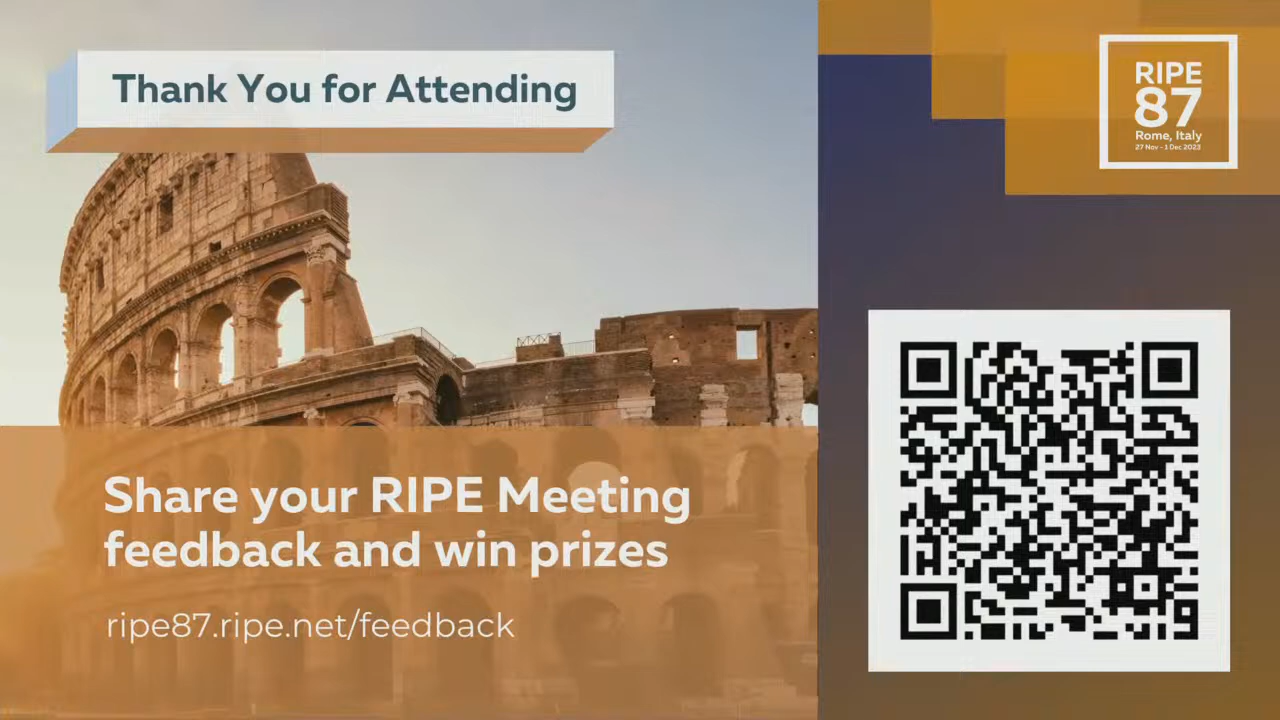 Thank You for Attending
RIPE
87
Rome, Italy
27 Nov - 1 Dec 2023
Share your RIPE Meeting
feedback and win prizes
ripe87.ripe.net/feedback